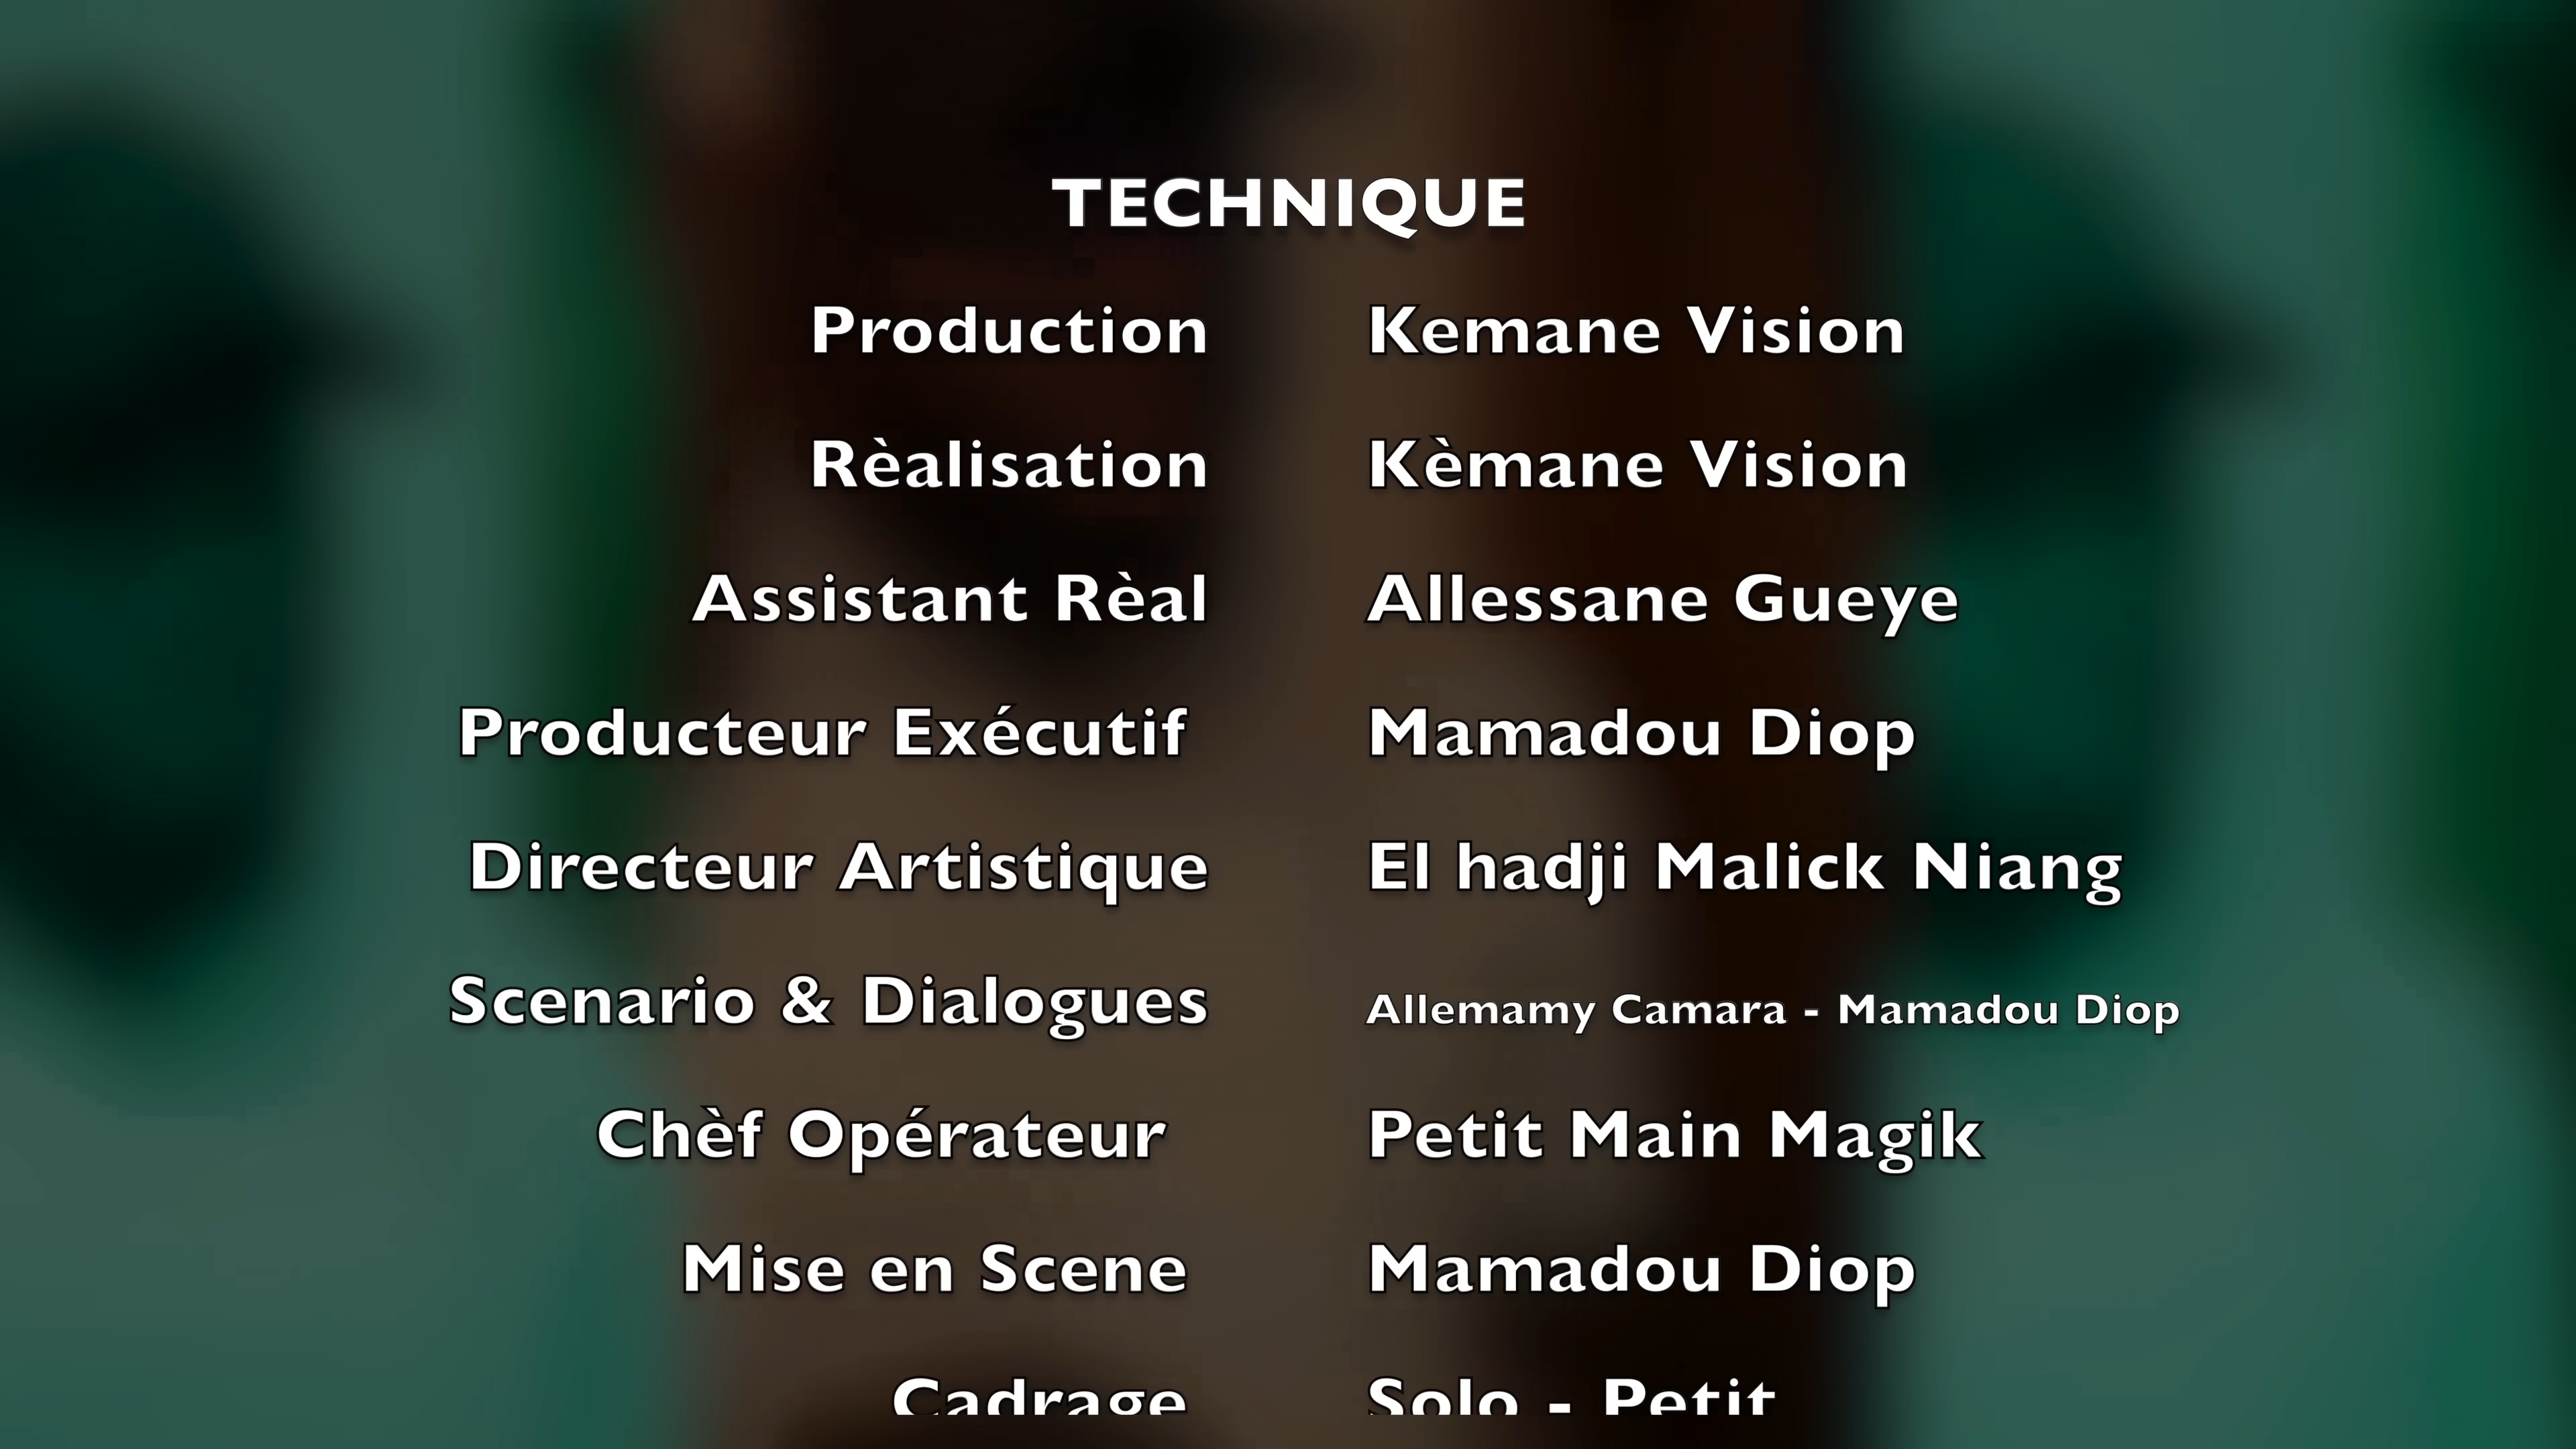 TECHNIQUE
Production Kemane Vision
Rèalisation Kèmane Vision
Assistant Rèal Allessane Gueye
Producteur Exécutif Mamadou Diop
Directeur Artistique El hadji Malick Niang
Scenario & Dialogues Allemamy Camara - Mamadou Diop
Chèf Opérateur Petit Main Magik
Mise en Scene Mamadou Diop
Cadrage Solo - Petit